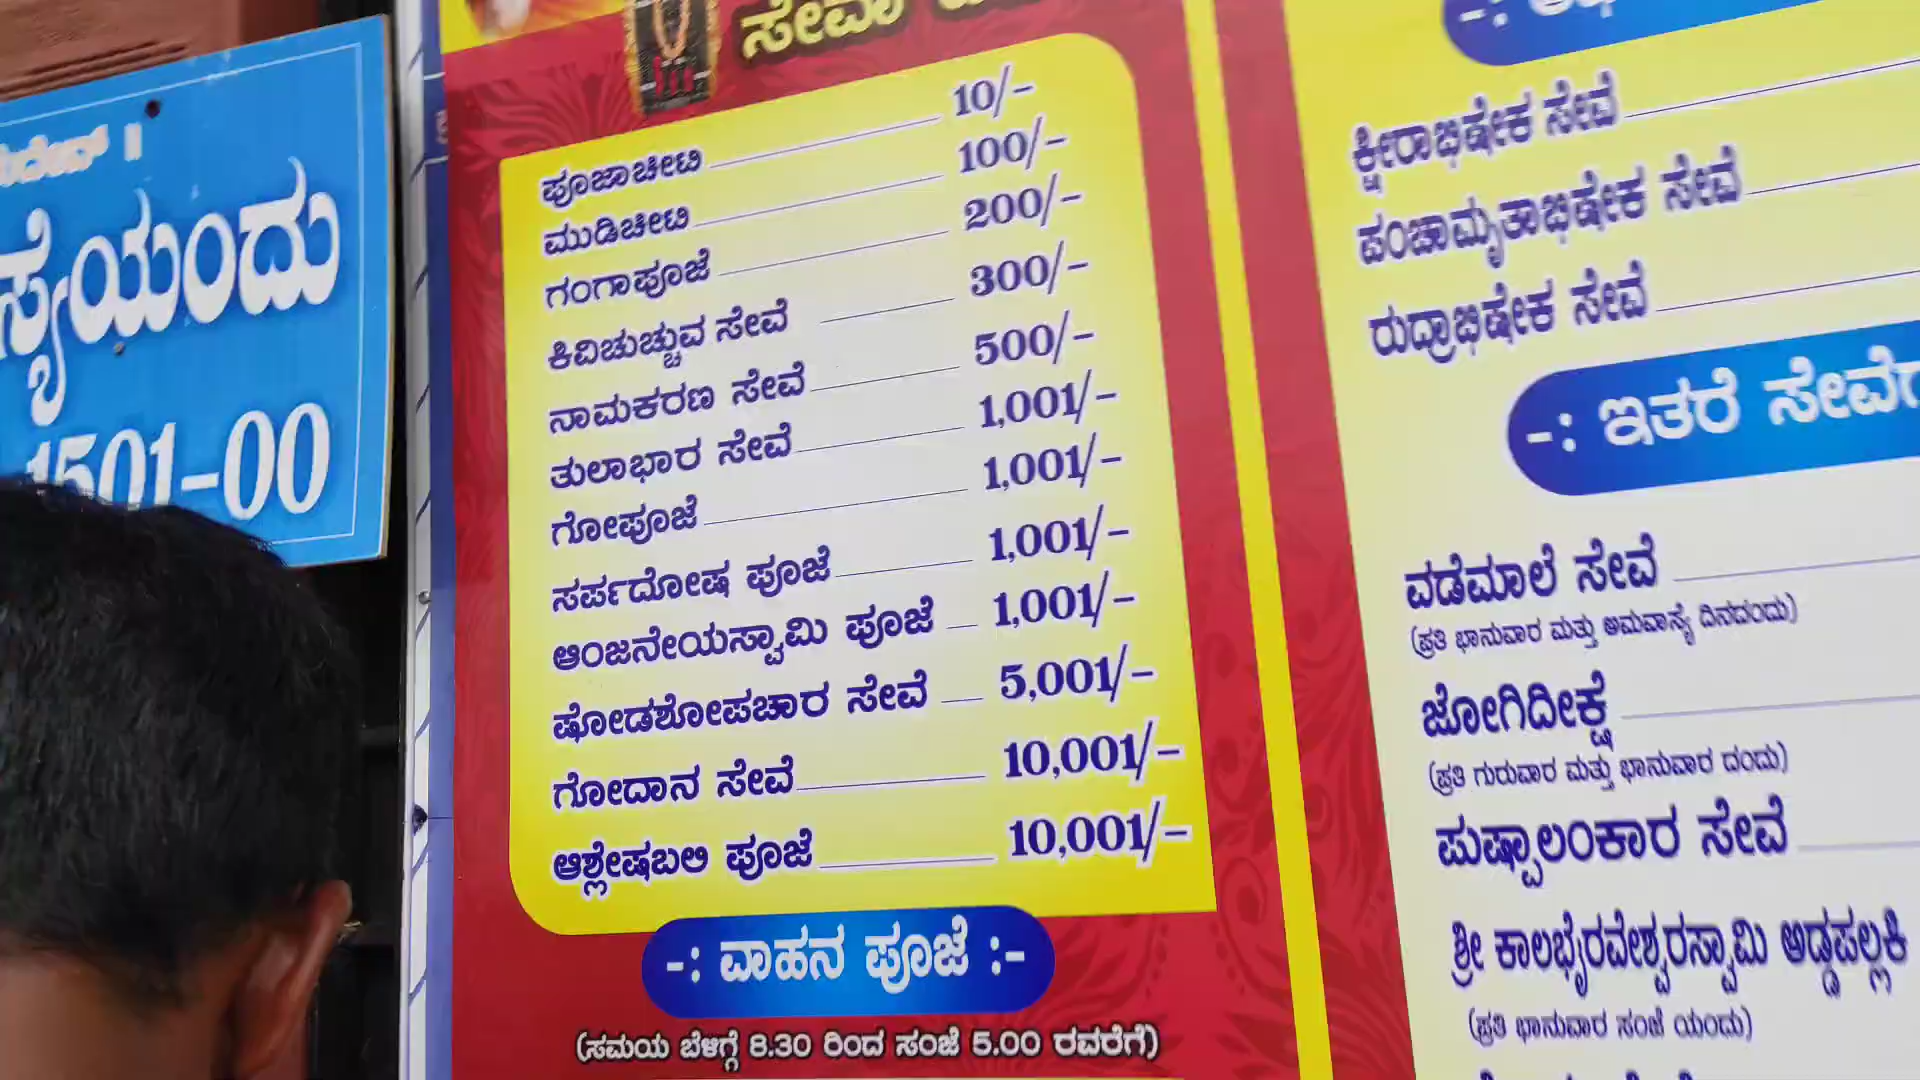 ಸ್ಯೆಯಂದು
1501-00
ಸೇವಾ
ಪೂಜಾಚೀಟಿ 10/-
ಮುಡಿಚೀಟಿ 100/-
ಗಂಗಾಪೂಜೆ 200/-
ಕಿವಿಚುಚ್ಚುವ ಸೇವೆ 300/-
ನಾಮಕರಣ ಸೇವೆ 500/-
ತುಲಾಭಾರ ಸೇವೆ 1,001/-
ಗೋಪೂಜೆ 1,001/-
ಸರ್ಪದೋಷ ಪೂಜೆ 1,001/-
ಆಂಜನೇಯಸ್ವಾಮಿ ಪೂಜೆ 1,001/-
ಷೋಡಶೋಪಚಾರ ಸೇವೆ 5,001/-
ಗೋದಾನ ಸೇವೆ 10,001/-
ಆಶ್ಲೇಷಬಲಿ ಪೂಜೆ 10,001/-
-: ವಾಹನ ಪೂಜೆ :-
(ಸಮಯ ಬೆಳಿಗ್ಗೆ 8.30 ರಿಂದ ಸಂಜೆ 5.00 ರವರೆಗೆ)
ಕ್ಷೀರಾಭಿಷೇಕ ಸೇವೆ
ಪಂಚಾಮೃತಾಭಿಷೇಕ ಸೇವೆ
ರುದ್ರಾಭಿಷೇಕ ಸೇವೆ
-: ಇತರೆ
ವಡೆಮಾಲೆ ಸೇವೆ
(ಪ್ರತಿ ಭಾನುವಾರ ಮತ್ತು ಅಮವಾಸ್ಯೆ ದಿನದಂದು)
ಜೋಗಿದೀಕ್ಷೆ
(ಪ್ರತಿ ಗುರುವಾರ ಮತ್ತು ಭಾನುವಾರ ದಂದು)
ಪುಷ್ಪಾಲಂಕಾರ ಸೇವೆ
ಶ್ರೀ ಕಾಲಭೈರವೇಶ್ವರಸ್ವಾಮಿ ಅಡ್ಡಪಲ್ಲಕಿ
(ಪ್ರತಿ ಭಾನುವಾರ ಸಂಜೆ ಯಂದು)